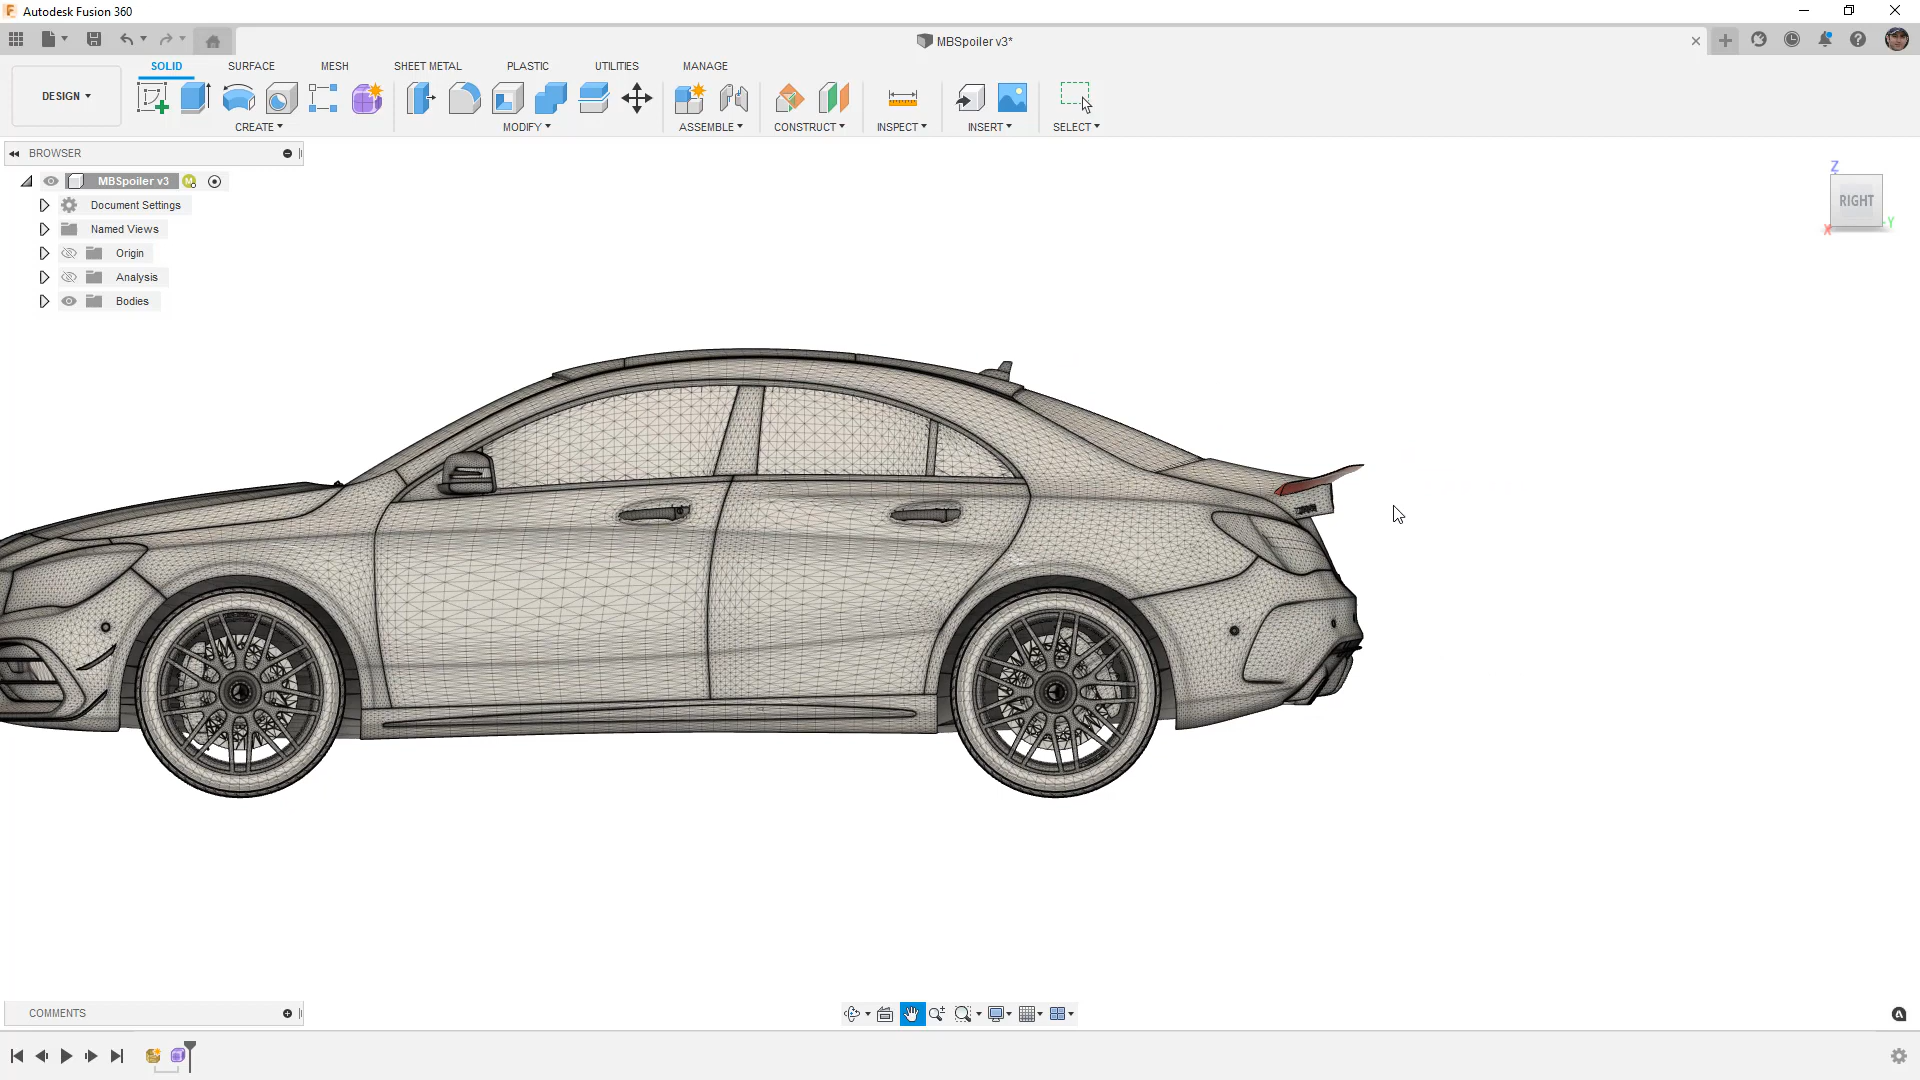 Autodesk Fusion 360
MBSpoiler v3*
DESIGN
SOLID
SURFACE
MESH
SHEET METAL
PLASTIC
UTILITIES
MANAGE
CREATE
MODIFY
ASSEMBLE
CONSTRUCT
INSPECT
INSERT
SELECT
BROWSER
MBSpoiler v3
Document Settings
Named Views
Origin
Analysis
Bodies
Z
RIGHT
X
-Y
COMMENTS